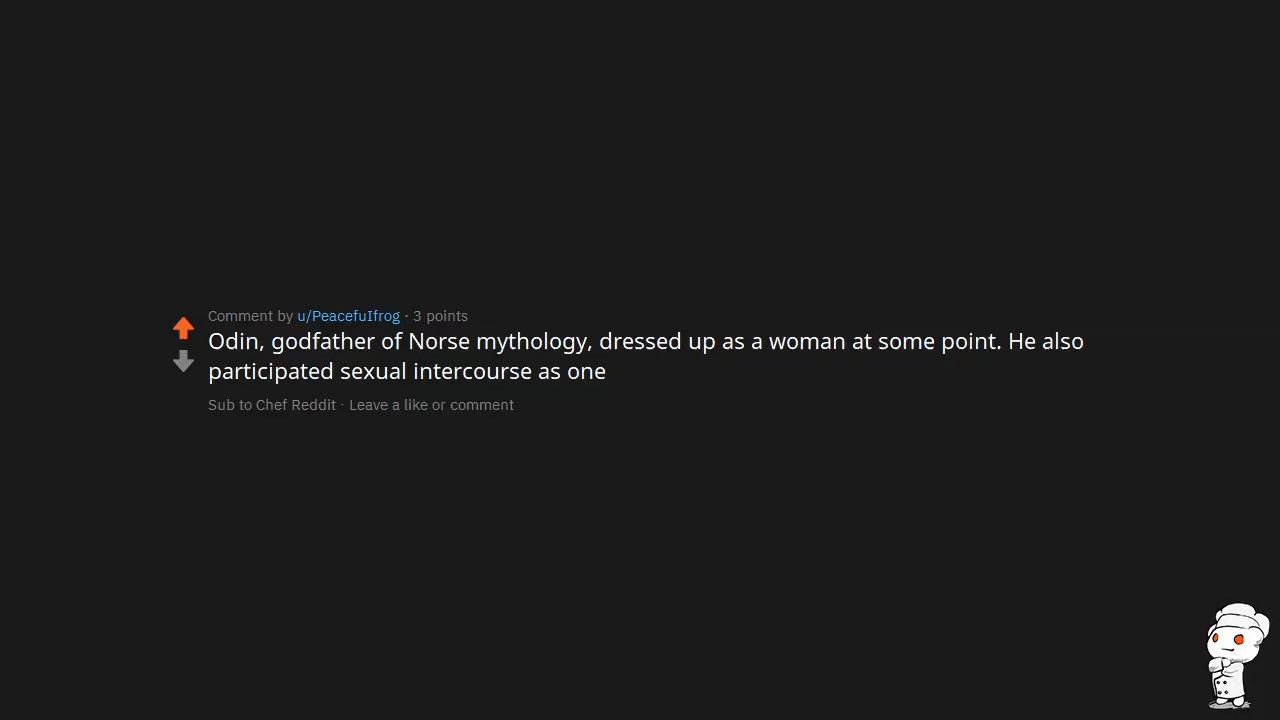 Comment by u/PeacefuIfrog · 3 points
Odin, godfather of Norse mythology, dressed up as a woman at some point. He also
participated sexual intercourse as one
Sub to Chef Reddit · Leave a like or comment